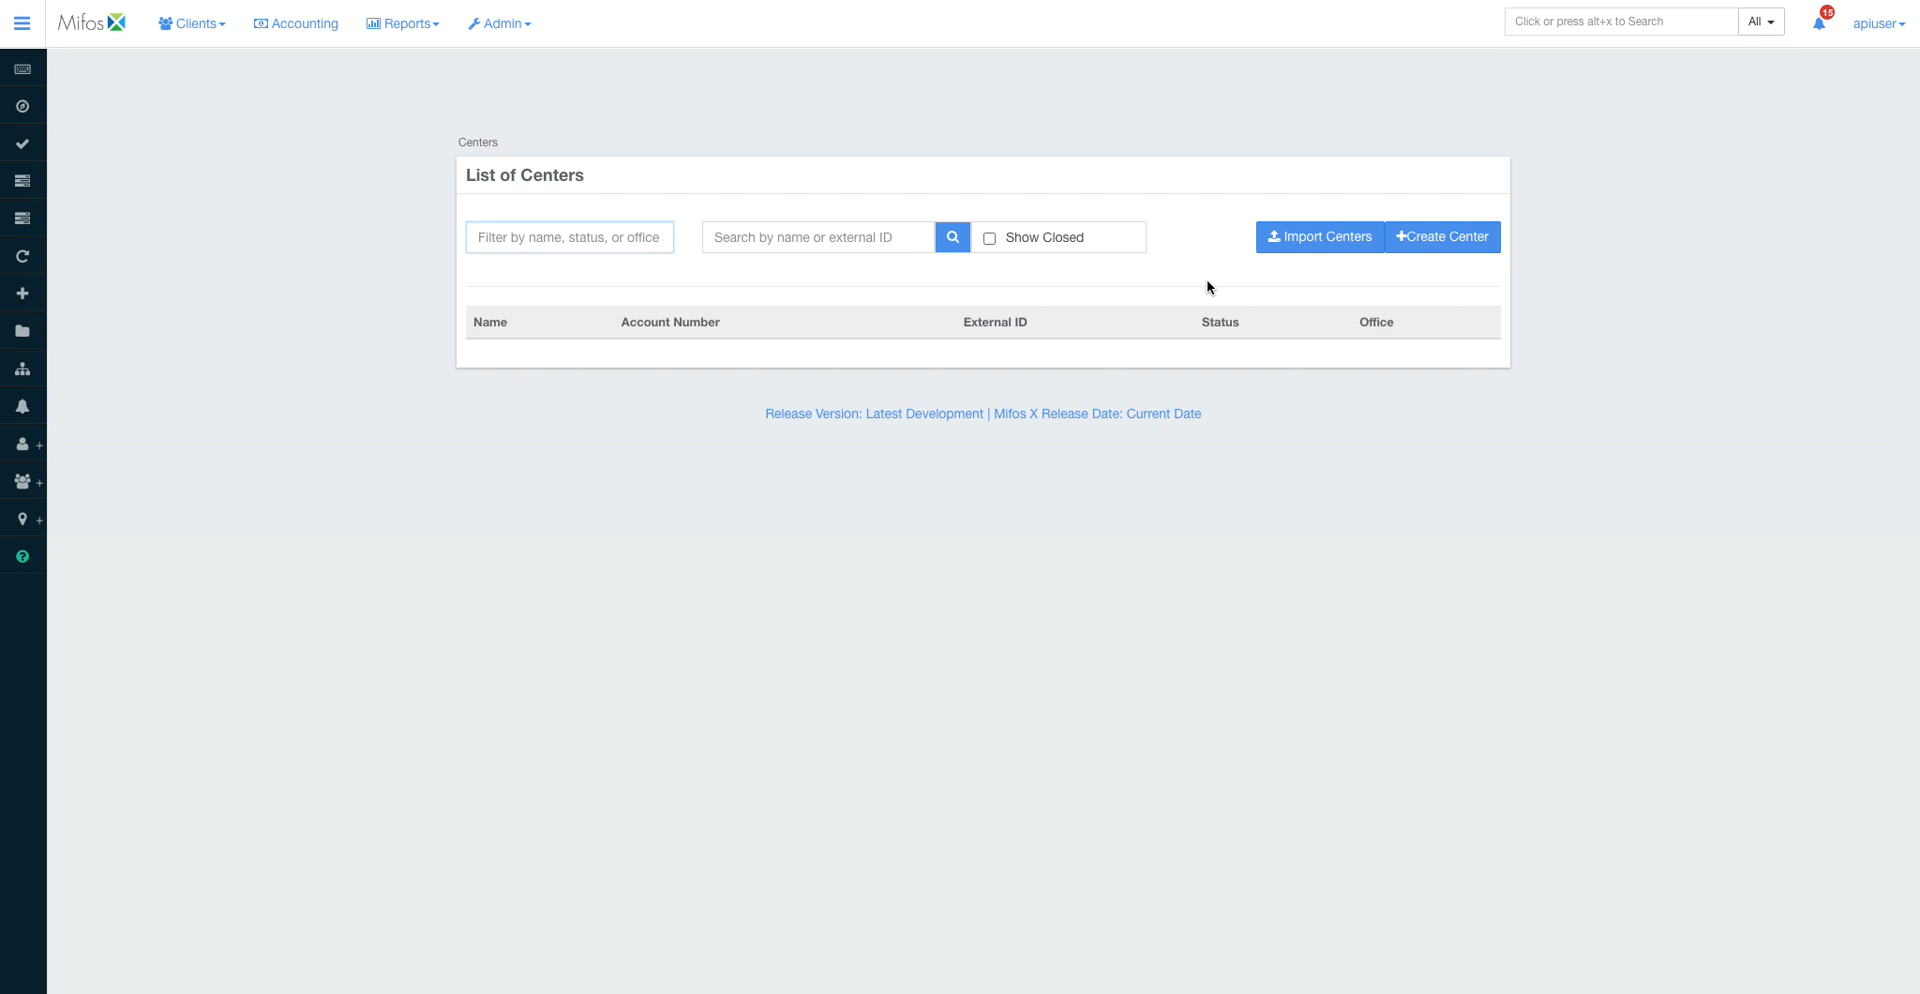 Mifos Clients Accounting Reports Admin Click or press alt+x to Search All 15 apiuser
Centers
List of Centers
Filter by name, status, or office Search by name or external ID Show Closed Import Centers +Create Center
Name Account Number External ID Status Office
Release Version: Latest Development | Mifos X Release Date: Current Date
+
+
+
?